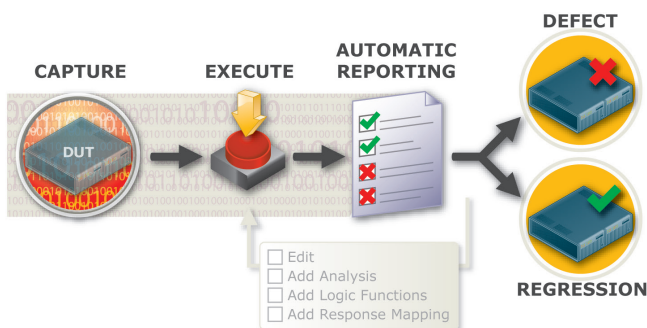 CAPTURE
DUT
EXECUTE
AUTOMATIC
REPORTING
DEFECT
REGRESSION
Edit
Add Analysis
Add Logic Functions
Add Response Mapping